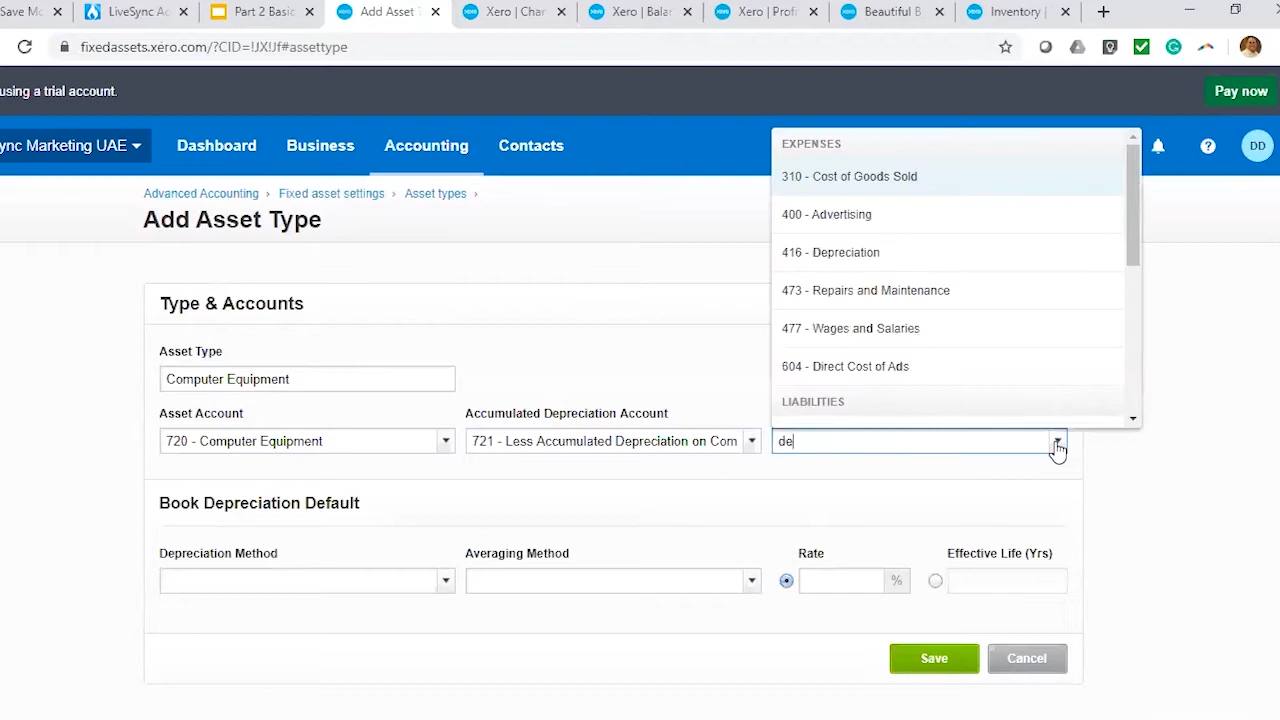 Save Mo
LiveSync Ac
Part 2 Basic
Add Asset T
Xero | Char
Xero | Balar
Xero | Profi
Beautiful B
Inventory |
fixedassets.xero.com/?CID=!JX!Jf#assettype
using a trial account.
Pay now
ync Marketing UAE
Dashboard
Business
Accounting
Contacts
DD
Advanced Accounting › Fixed asset settings › Asset types ›
Add Asset Type
EXPENSES
310 - Cost of Goods Sold
400 - Advertising
416 - Depreciation
473 - Repairs and Maintenance
477 - Wages and Salaries
604 - Direct Cost of Ads
LIABILITIES
Type & Accounts
Asset Type
Computer Equipment
Asset Account
Accumulated Depreciation Account
720 - Computer Equipment
721 - Less Accumulated Depreciation on Com
de
Book Depreciation Default
Depreciation Method
Averaging Method
Rate
Effective Life (Yrs)
%
Save
Cancel